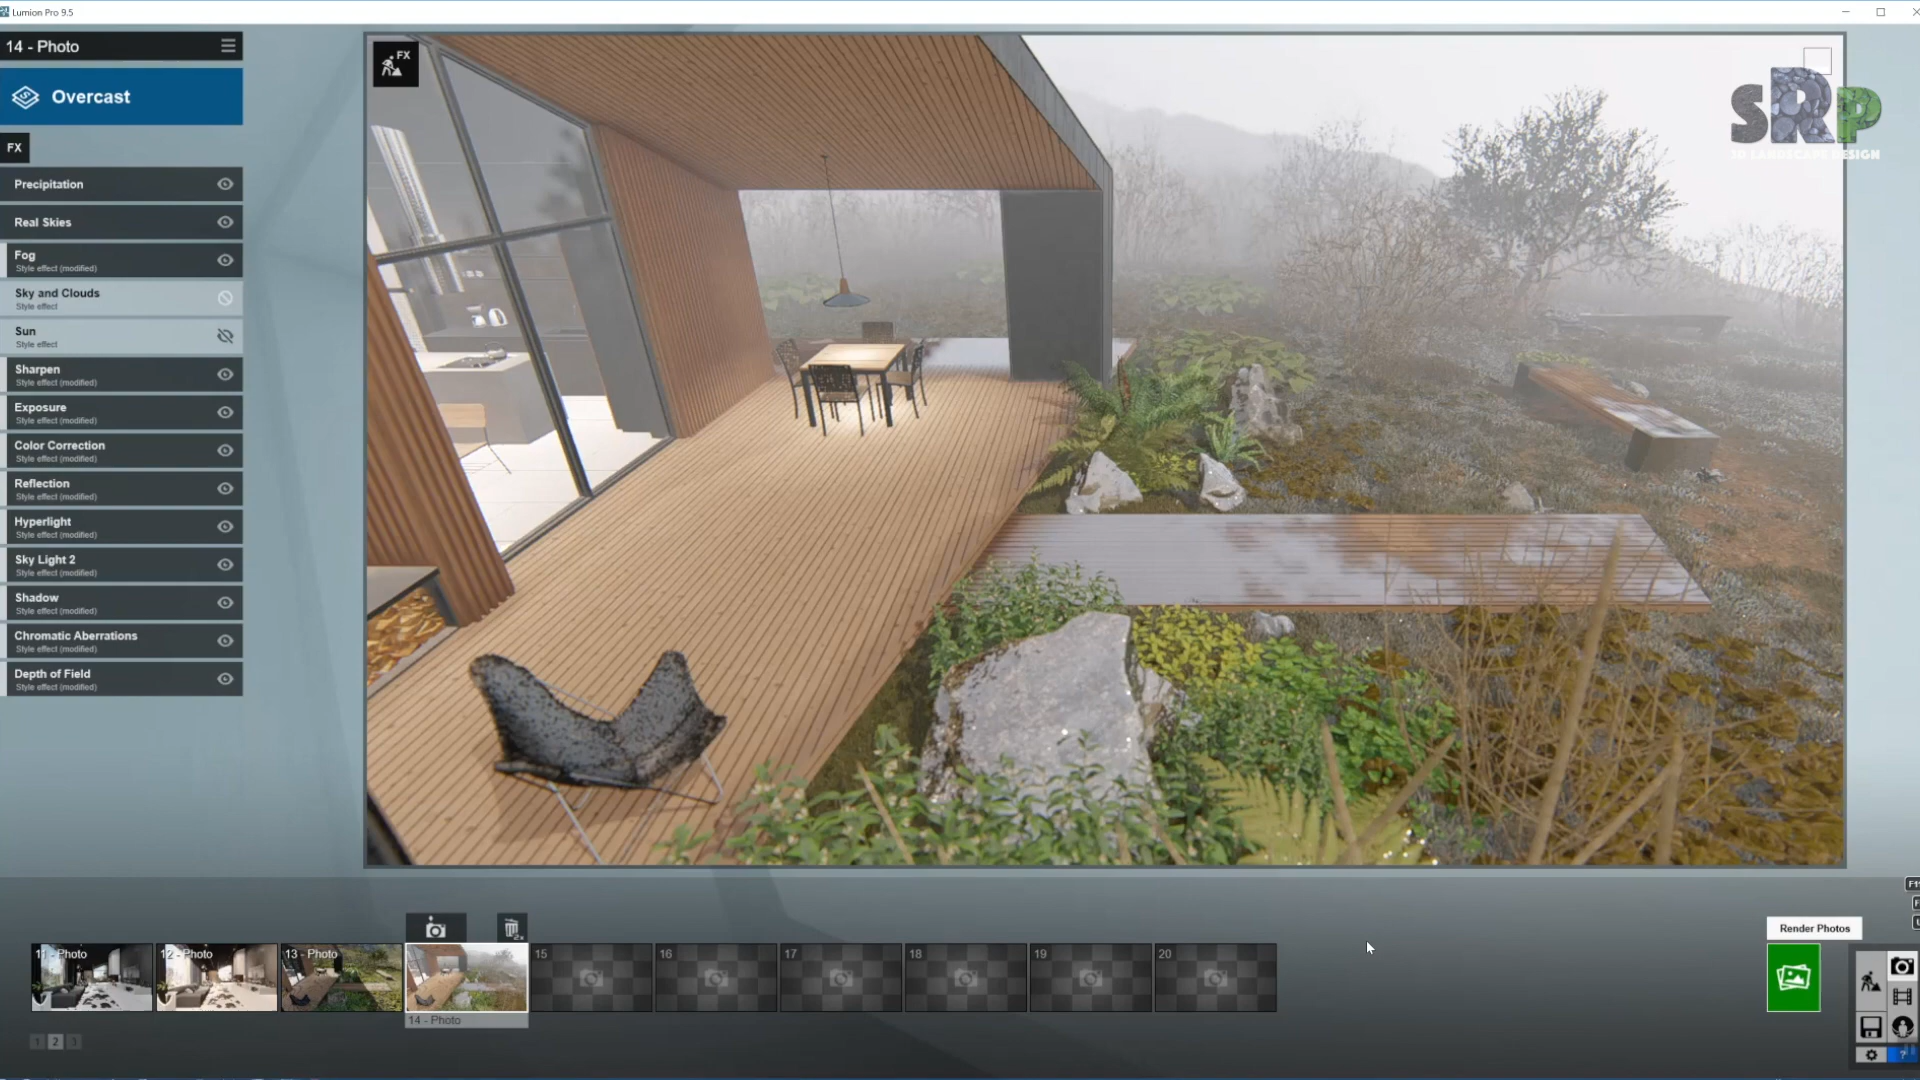 Lumion Pro 9.5
14 - Photo
Overcast
FX
Precipitation
Real Skies
Fog
Style effect (modified)
Sky and Clouds
Style effect
Sun
Style effect
Sharpen
Style effect (modified)
Exposure
Style effect (modified)
Color Correction
Style effect (modified)
Reflection
Style effect (modified)
Hyperlight
Style effect (modified)
Sky Light 2
Style effect (modified)
Shadow
Style effect (modified)
Chromatic Aberrations
Style effect (modified)
Depth of Field
Style effect (modified)
FX
SRP
3D LANDSCAPE DESIGN
11 - Photo
12 - Photo
13 - Photo
14 - Photo
15
16
17
18
19
20
1 2 3
Render Photos